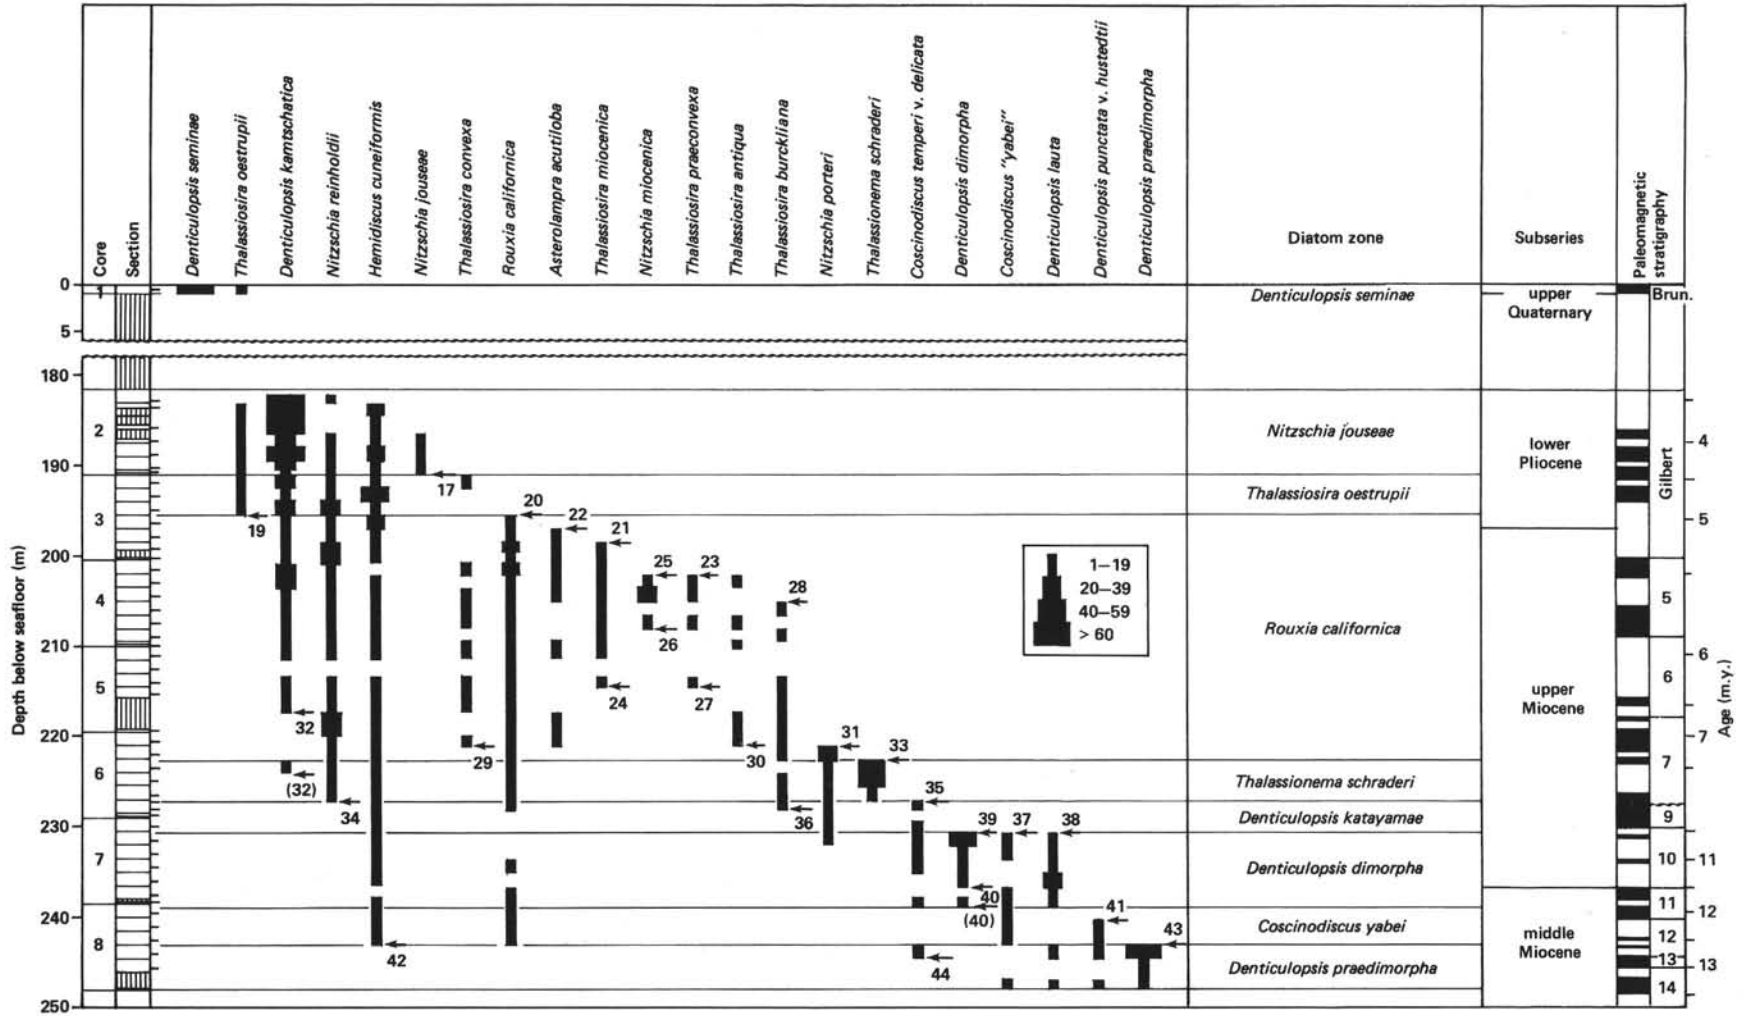 Core
Section
Denticulopsis seminae
Thalassiosira oestrupii
Denticulopsis kamtschatica
Nitzschia reinholdii
Hemidiscus cuneiformis
Nitzschia jouseae
Thalassiosira convexa
Rouxia californica
Asterolampra acutiloba
Thalassiosira miocenica
Nitzschia miocenica
Thalassiosira praeconvexa
Thalassiosira antiqua
Thalassiosira burckliana
Nitzschia porteri
Thalassionema schraderi
Coscinodiscus temperi v. delicata
Denticulopsis dimorpha
Coscinodiscus "yabei"
Denticulopsis lauta
Denticulopsis punctata v. hustedtii
Denticulopsis praedimorpha
Diatom zone
Subseries
Paleomagnetic
stratigraphy
Depth below seafloor (m)
0
5
180
190
200
210
220
230
240
250
1
2
3
4
5
6
7
8
17
19
20
22
21
25
23
28
26
24
27
32
(32)
29
30
31
33
34
35
36
39
37
38
40
(40)
41
42
43
44
1–19
20–39
40–59
> 60
Denticulopsis seminae
Nitzschia jouseae
Thalassiosira oestrupii
Rouxia californica
Thalassionema schraderi
Denticulopsis katayamae
Denticulopsis dimorpha
Coscinodiscus yabei
Denticulopsis praedimorpha
upper
Quaternary
lower
Pliocene
upper
Miocene
middle
Miocene
Brun.
Gilbert
5
6
7
9
10
11
12
13
14
4
5
6
7
11
12
13
Age (m.y.)